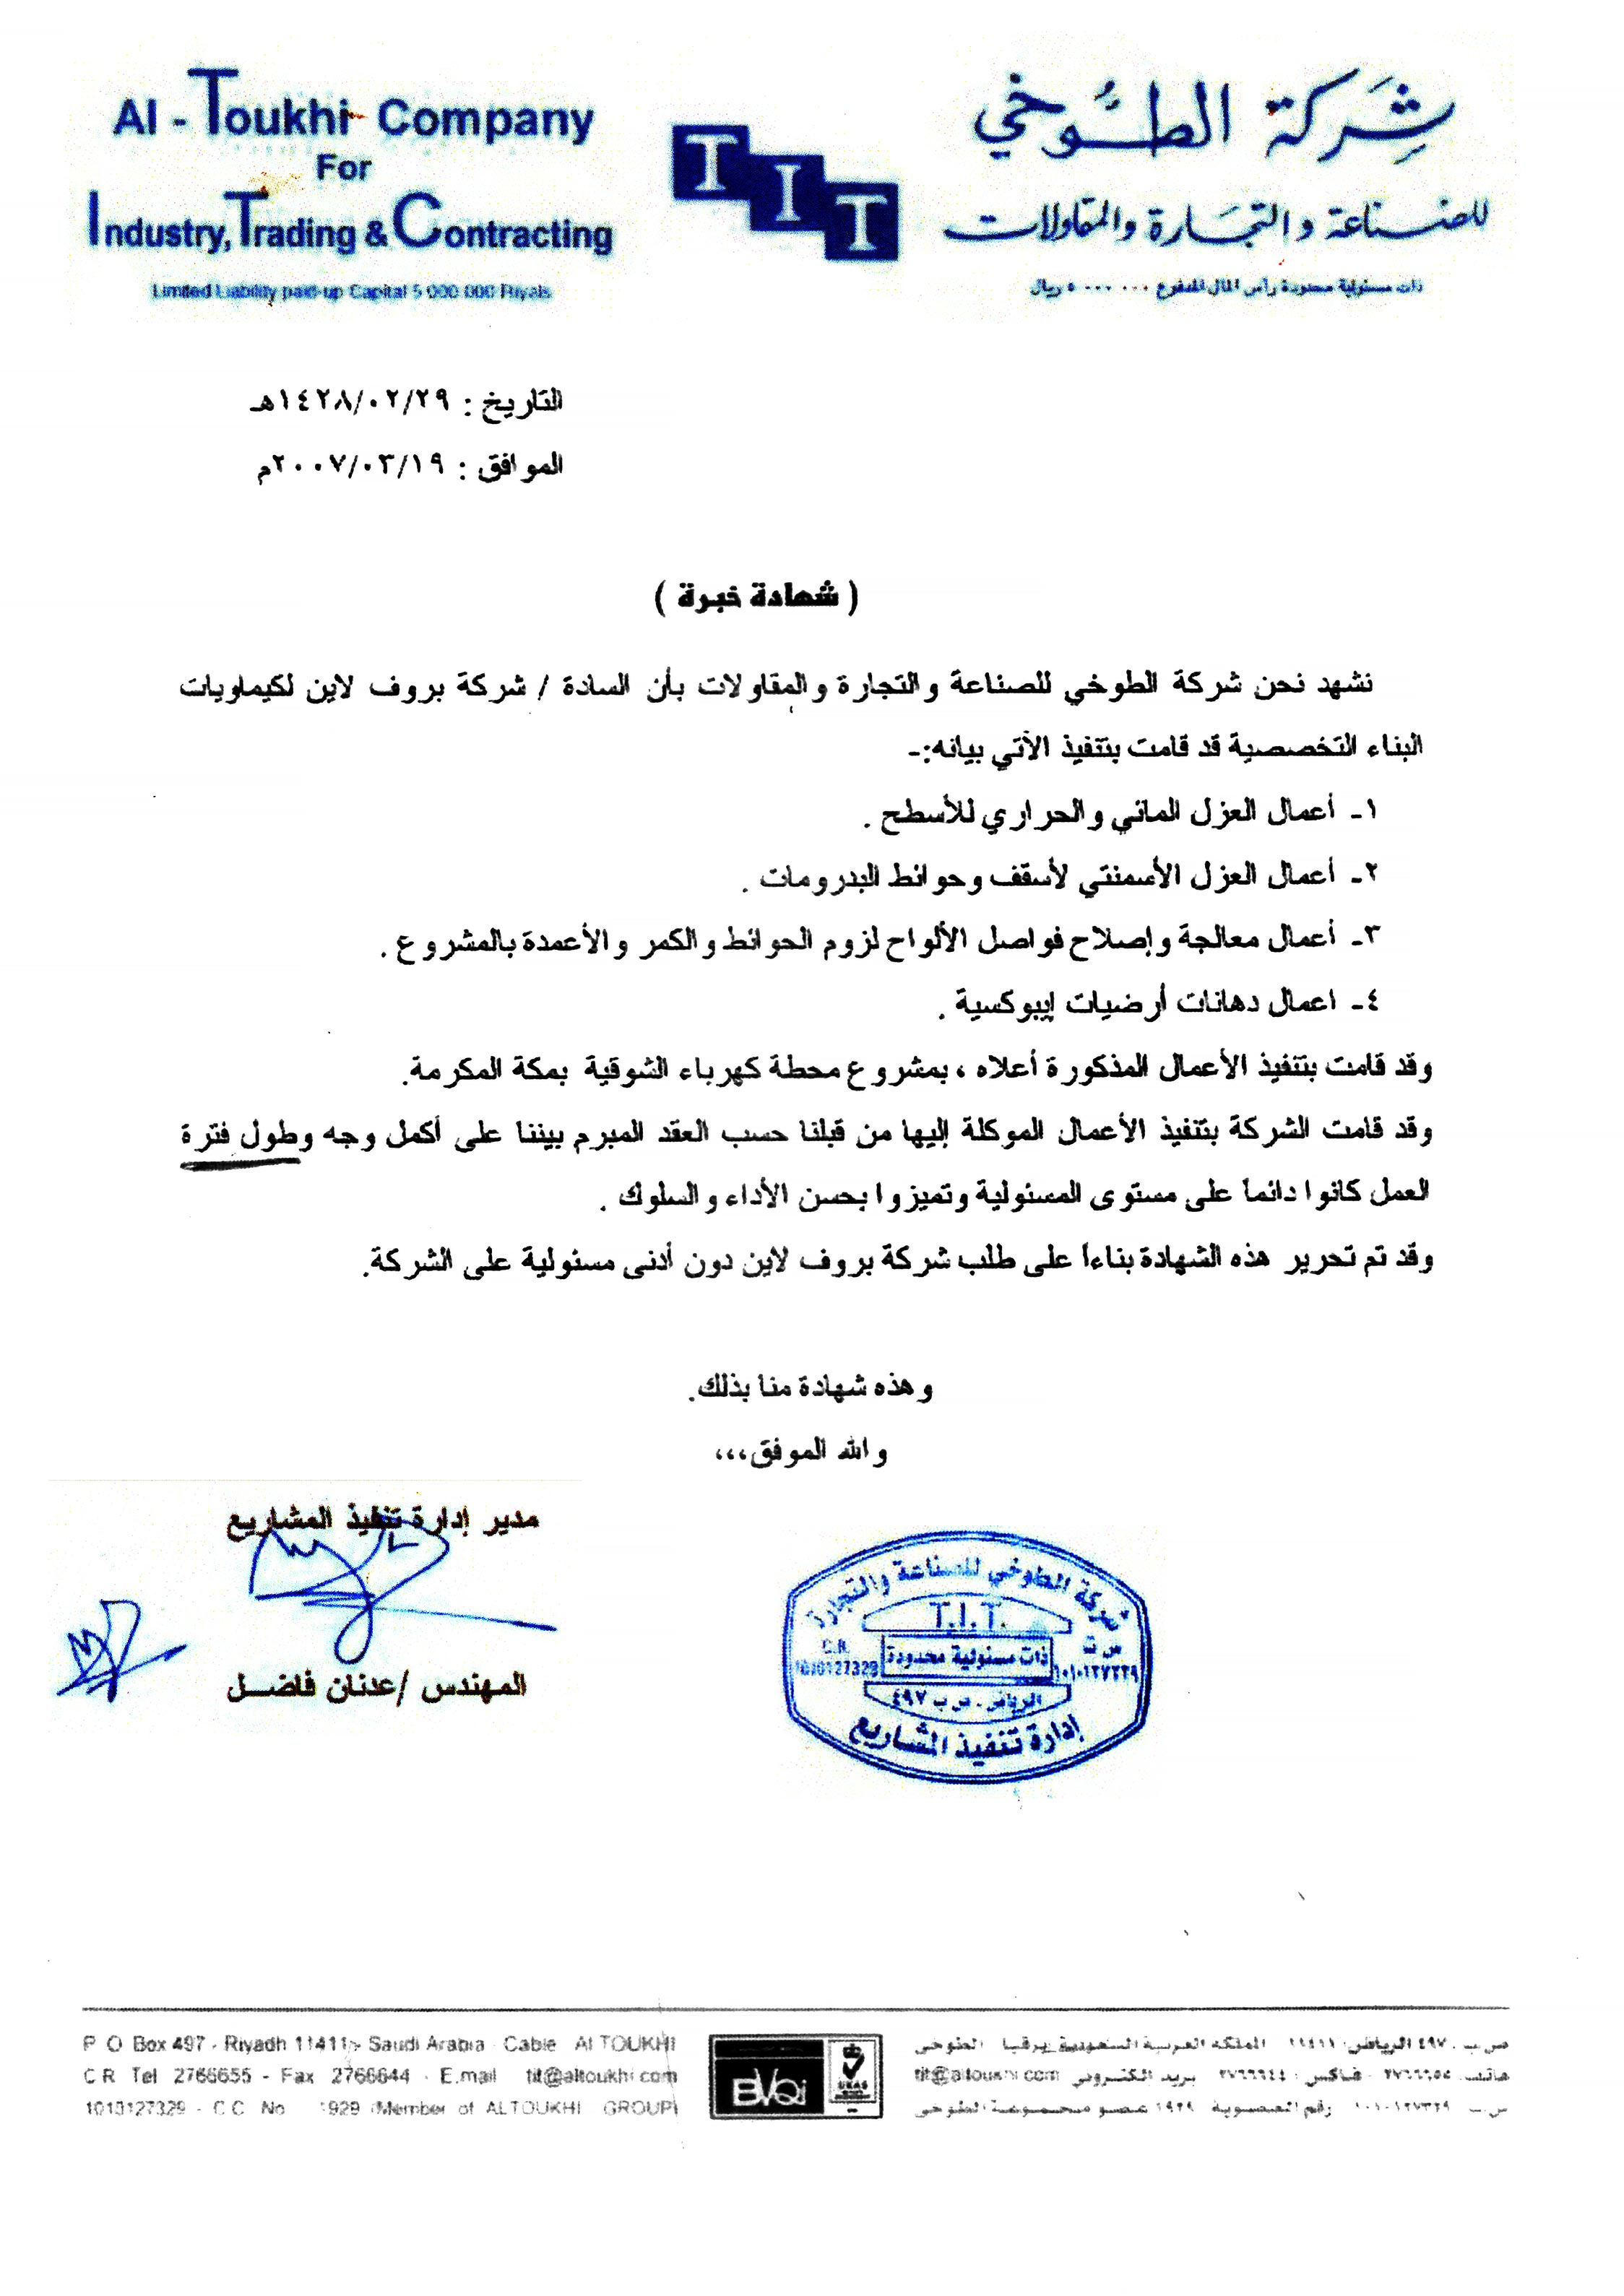 Al - Toukhi Company
For
Industry, Trading & Contracting
Limited Liability paid-up Capital 5 000 000 Riyals
TIT
شركة الطوخي
للصناعة والتجارة والمقاولات
ذات مسئولية محدودة رأس المال المدفوع ٥٠٠٠٠٠٠ ريال
التاريخ : ١٤٢٨/٠٢/٢٩هـ
الموافق : ٢٠٠٧/٠٣/١٩م
( شهادة خبرة )
نشهد نحن شركة الطوخي للصناعة والتجارة والمقاولات بأن السادة / شركة بروف لاين لكيماويات
البناء التخصصية قد قامت بتنفيذ الآتي بيانه:-
١- أعمال العزل المائي والحراري للأسطح .
٢- أعمال العزل الأسمنتي لأسقف وحوائط البدرومات .
٣- أعمال معالجة وإصلاح فواصل الألواح لزوم الحوائط والكمر والأعمدة بالمشروع .
٤- اعمال دهانات أرضيات إيبوكسية .
وقد قامت بتنفيذ الأعمال المذكورة أعلاه ، بمشروع محطة كهرباء الشوقية بمكة المكرمة.
وقد قامت الشركة بتنفيذ الأعمال الموكلة إليها من قبلنا حسب العقد المبرم بيننا على أكمل وجه وطول فترة
العمل كانوا دائماً على مستوى المسئولية وتميزوا بحسن الأداء والسلوك .
وقد تم تحرير هذه الشهادة بناءاً على طلب شركة بروف لاين دون أدنى مسئولية على الشركة.
وهذه شهادة منا بذلك.
والله الموفق،،،
مدير إدارة تنفيذ المشاريع
المهندس /عدنان فاضل
شركة الطوخي للصناعة والتجارة
T.I.T.
C.R.
1010127329
ذات مسئولية محدودة
س ت
١٠١٠١٢٧٣٢٩
الرياض - ص ب ٤٩٧
إدارة تنفيذ المشاريع
P O Box 497 - Riyadh 11411 - Saudi Arabia Cable Al TOUKHI
C R Tel 2766655 - Fax 2766644 - E.mail tit@altoukhi.com
1010127329 - C C No 1929 (Member of ALTOUKHI GROUP)
BVQi
UKAS
ص ب . ٤٩٧ الرياض ١١٤١١ المملكة العربية السعودية برقيا الطوخي
هاتف ٢٧٦٦٦٥٥ - فاكس ٢٧٦٦٦٤٤ بريد الكتروني tit@altoukhi.com
س ت ١٠١٠١٢٧٣٢٩ رقم العضوية ١٩٢٩ عضو مجموعة الطوخي